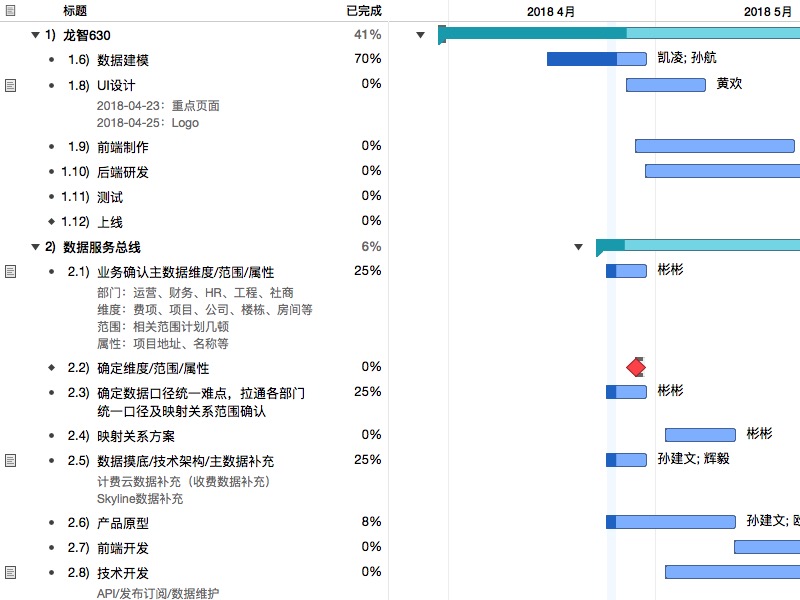 标题 已完成 2018 4月 2018 5月
1) 龙智630 41%
1.6) 数据建模 70% 凯凌; 孙航
1.8) UI设计 0% 黄欢
2018-04-23：重点页面
2018-04-25：Logo
1.9) 前端制作 0%
1.10) 后端研发 0%
1.11) 测试 0%
1.12) 上线 0%
2) 数据服务总线 6%
2.1) 业务确认主数据维度/范围/属性 25% 彬彬
部门：运营、财务、HR、工程、社商
维度：费项、项目、公司、楼栋、房间等
范围：相关范围计划几顿
属性：项目地址、名称等
2.2) 确定维度/范围/属性 0%
2.3) 确定数据口径统一难点，拉通各部门 25% 彬彬
统一口径及映射关系范围确认
2.4) 映射关系方案 0% 彬彬
2.5) 数据摸底/技术架构/主数据补充 25% 孙建文; 辉毅
计费云数据补充（收费数据补充）
Skyline数据补充
2.6) 产品原型 8% 孙建文;
2.7) 前端开发 0%
2.8) 技术开发 0%
API/发布订阅/数据维护